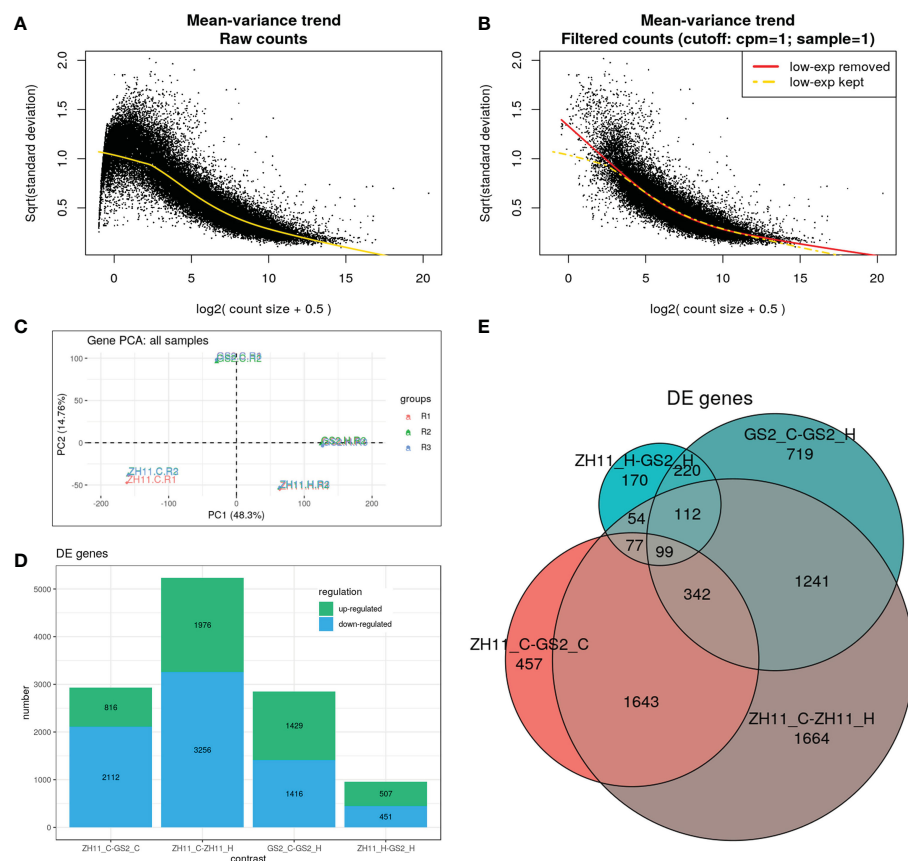 A
Mean-variance trend
Raw counts
Sqrt(standard deviation)
2.0
1.5
1.0
0.5
0
5
10
15
20
log2( count size + 0.5 )
B
Mean-variance trend
Filtered counts (cutoff: cpm=1; sample=1)
low-exp removed
low-exp kept
Sqrt(standard deviation)
2.0
1.5
1.0
0.5
0
5
10
15
20
log2( count size + 0.5 )
C
Gene PCA: all samples
PC2 (14.76%)
100
50
0
-50
GS2.C.R2
ZH11.C.R2
ZH11.C.R1
ZH11.H.R2
-200
-100
0
100
200
PC1 (48.3%)
groups
R1
R2
R3
D
DE genes
number
5000
4000
3000
2000
1000
0
regulation
up-regulated
down-regulated
816
2112
1976
3256
1429
1416
507
451
ZH11_C-GS2_C
ZH11_C-ZH11_H
GS2_C-GS2_H
ZH11_H-GS2_H
contrast
E
DE genes
GS2_C-GS2_H
719
ZH11_H-GS2_H
170
220
54
112
77
99
1241
342
ZH11_C-GS2_C
457
1643
ZH11_C-ZH11_H
1664